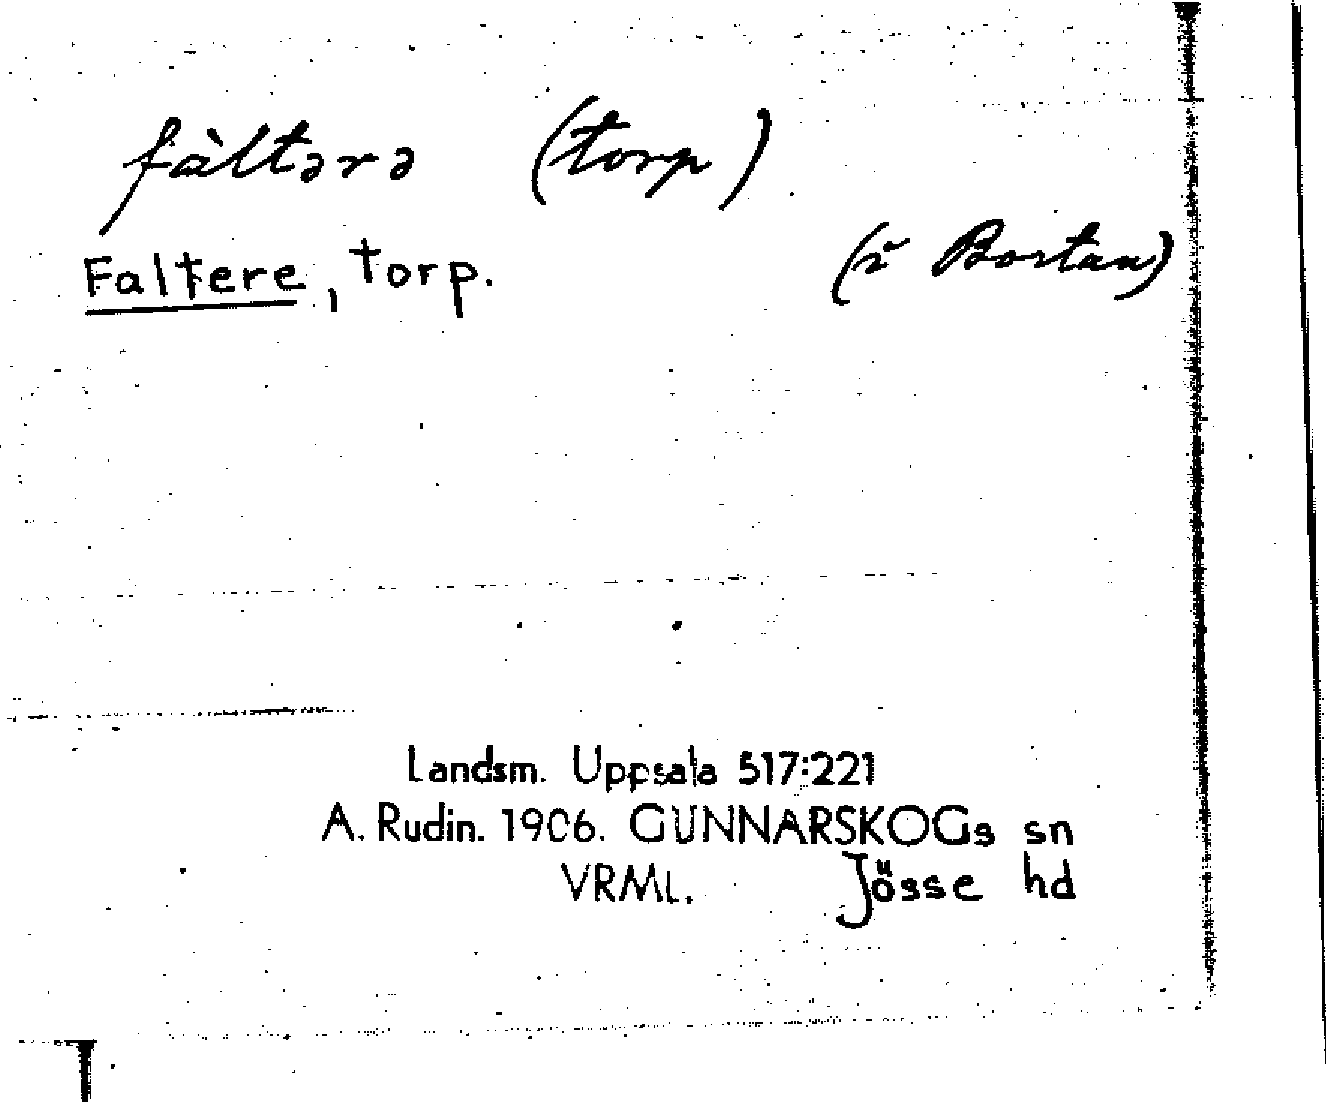 fàltərə (torp)
(i Bortan)
Faltere, torp.
Landsm. Uppsala 517:221
A. Rudin. 1906. GUNNARSKOGs sn
VRML. Jösse hd